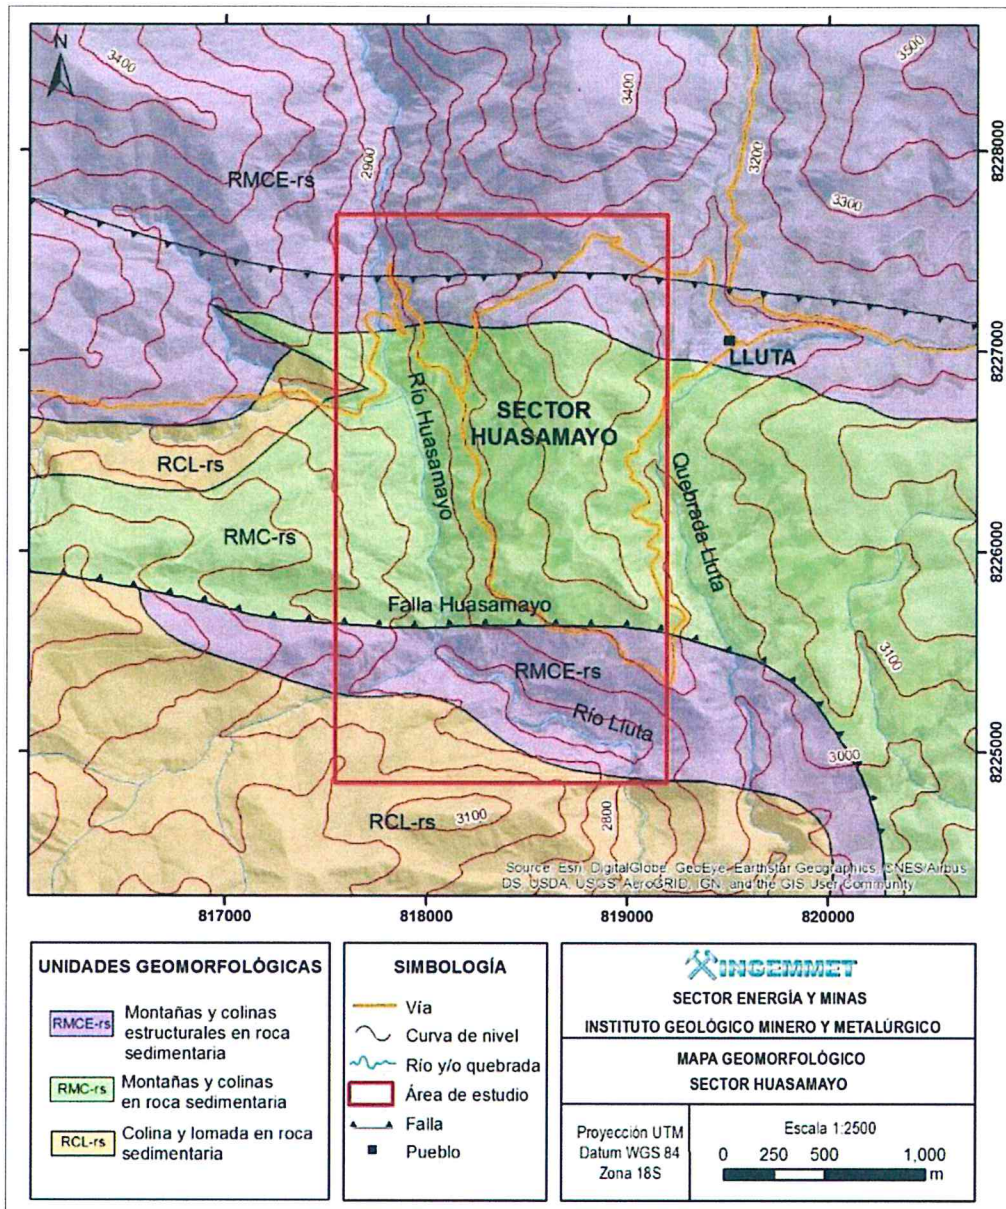 N
3400
3400
3500
2900
3200
3300
RMCE-rs
8228000
8227000
8226000
8225000
LLUTA
SECTOR
HUASAMAYO
Río Huasamayo
RCL-rs
RMC-rs
Quebrada Lluta
Falla Huasamayo
RMCE-rs
Río Lluta
3100
3000
RCL-rs
3100
2800
Source: Esri, DigitalGlobe, GeoEye, Earthstar Geographics, CNES/Airbus
DS, USDA, USGS, AeroGRID, IGN, and the GIS User Community
817000
818000
819000
820000
UNIDADES GEOMORFOLÓGICAS
RMCE-rs Montañas y colinas
estructurales en roca
sedimentaria
RMC-rs Montañas y colinas
en roca sedimentaria
RCL-rs Colina y lomada en roca
sedimentaria
SIMBOLOGÍA
Vía
Curva de nivel
Río y/o quebrada
Área de estudio
Falla
Pueblo
INGEMMET
SECTOR ENERGÍA Y MINAS
INSTITUTO GEOLÓGICO MINERO Y METALÚRGICO
MAPA GEOMORFOLÓGICO
SECTOR HUASAMAYO
Proyección UTM
Datum WGS 84
Zona 18S
Escala 1:2500
0 250 500 1,000
m